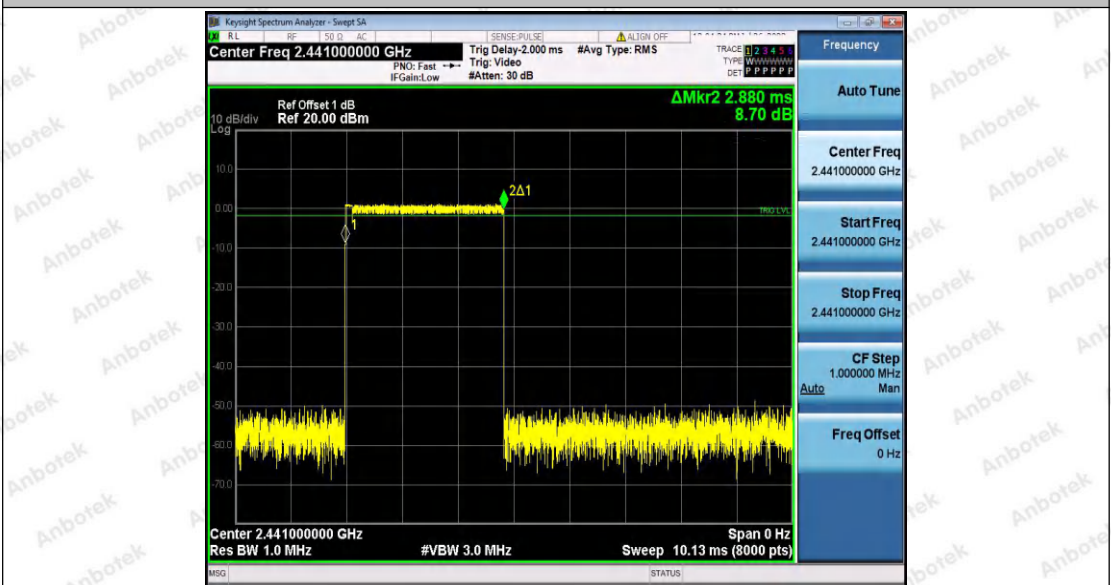 Keysight Spectrum Analyzer - Swept SA
RL RF 50 Ω AC SENSE:PULSE ALIGN OFF
Center Freq 2.441000000 GHz
PNO: Fast
IFGain:Low
Trig Delay-2.000 ms
Trig: Video
#Atten: 30 dB
#Avg Type: RMS
TRACE 1 2 3 4 5 6
TYPE WWWWWW
DET P P P P P P
Frequency
Auto Tune
Center Freq
2.441000000 GHz
Start Freq
2.441000000 GHz
Stop Freq
2.441000000 GHz
CF Step
1.000000 MHz
Auto Man
Freq Offset
0 Hz
ΔMkr2 2.880 ms
8.70 dB
Ref Offset 1 dB
10 dB/div Ref 20.00 dBm
Log
10.0
0.00
-10.0
-20.0
-30.0
-40.0
-50.0
-60.0
-70.0
1
2Δ1
TRIG LVL
Center 2.441000000 GHz Span 0 Hz
Res BW 1.0 MHz #VBW 3.0 MHz Sweep 10.13 ms (8000 pts)
MSG STATUS
Anbotek